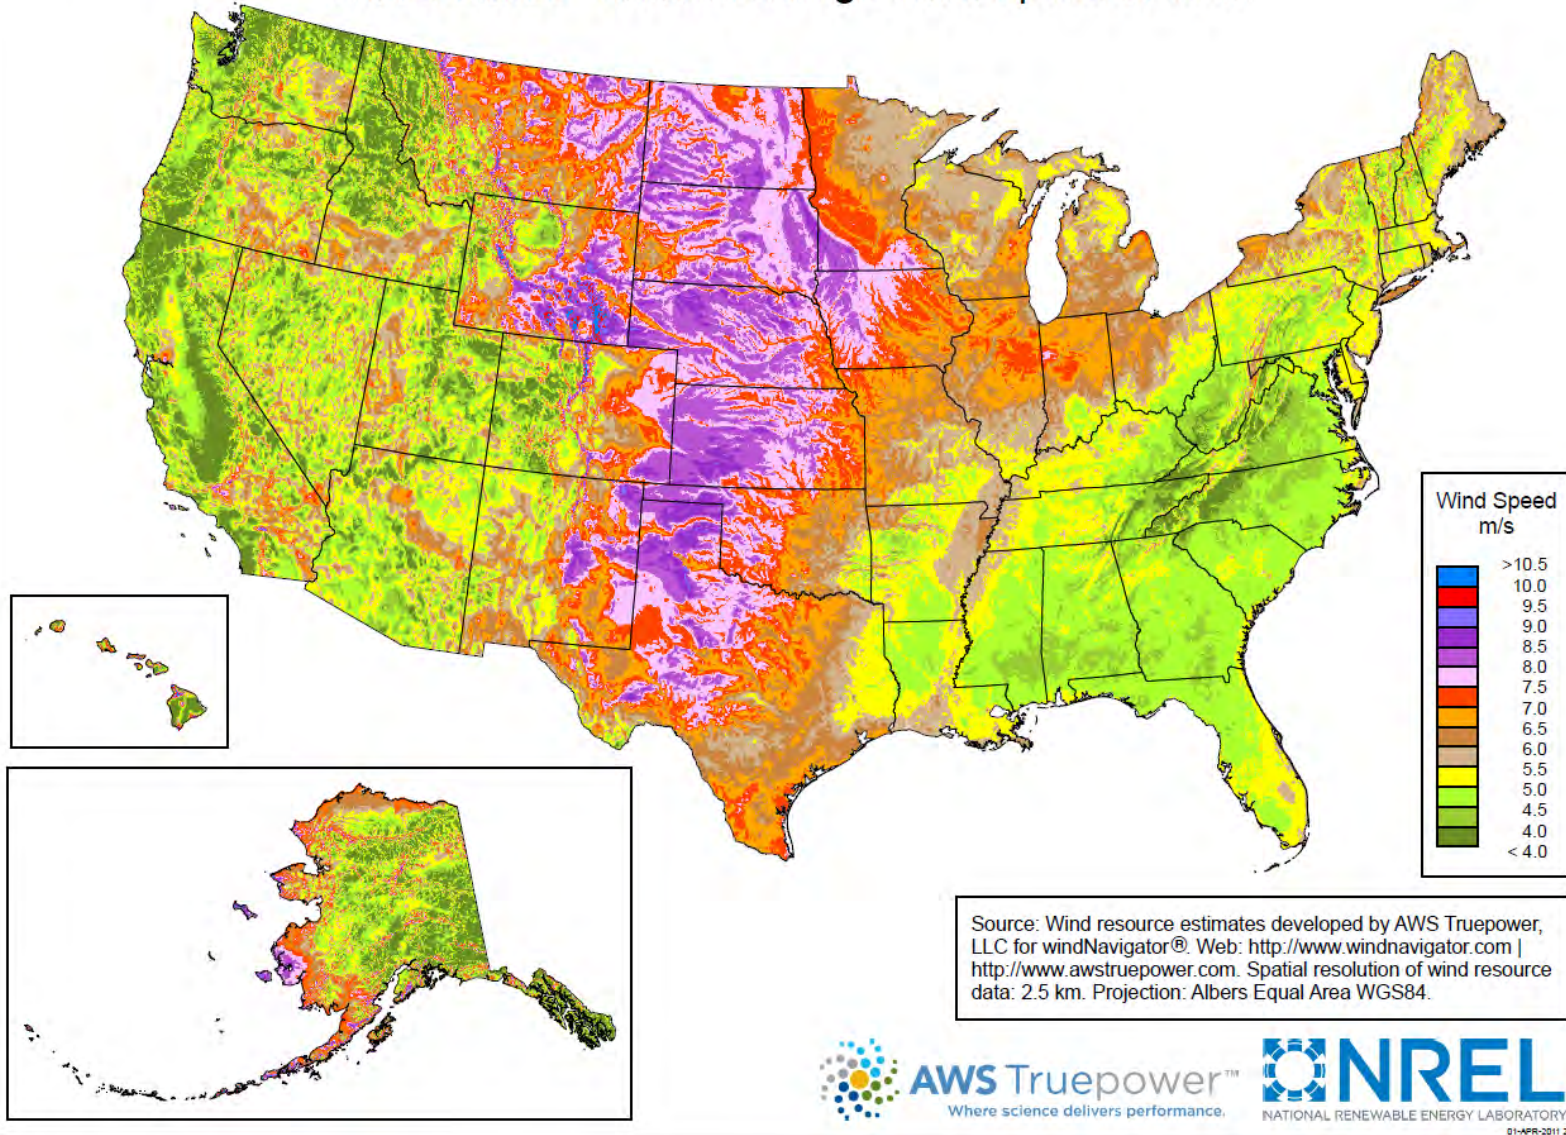 Wind Speed
m/s
>10.5
10.0
9.5
9.0
8.5
8.0
7.5
7.0
6.5
6.0
5.5
5.0
4.5
4.0
< 4.0
Source: Wind resource estimates developed by AWS Truepower,
LLC for windNavigator®. Web: http://www.windnavigator.com |
http://www.awstruepower.com. Spatial resolution of wind resource
data: 2.5 km. Projection: Albers Equal Area WGS84.
AWS Truepower™
Where science delivers performance.
NREL
NATIONAL RENEWABLE ENERGY LABORATORY
01-APR-2011 2